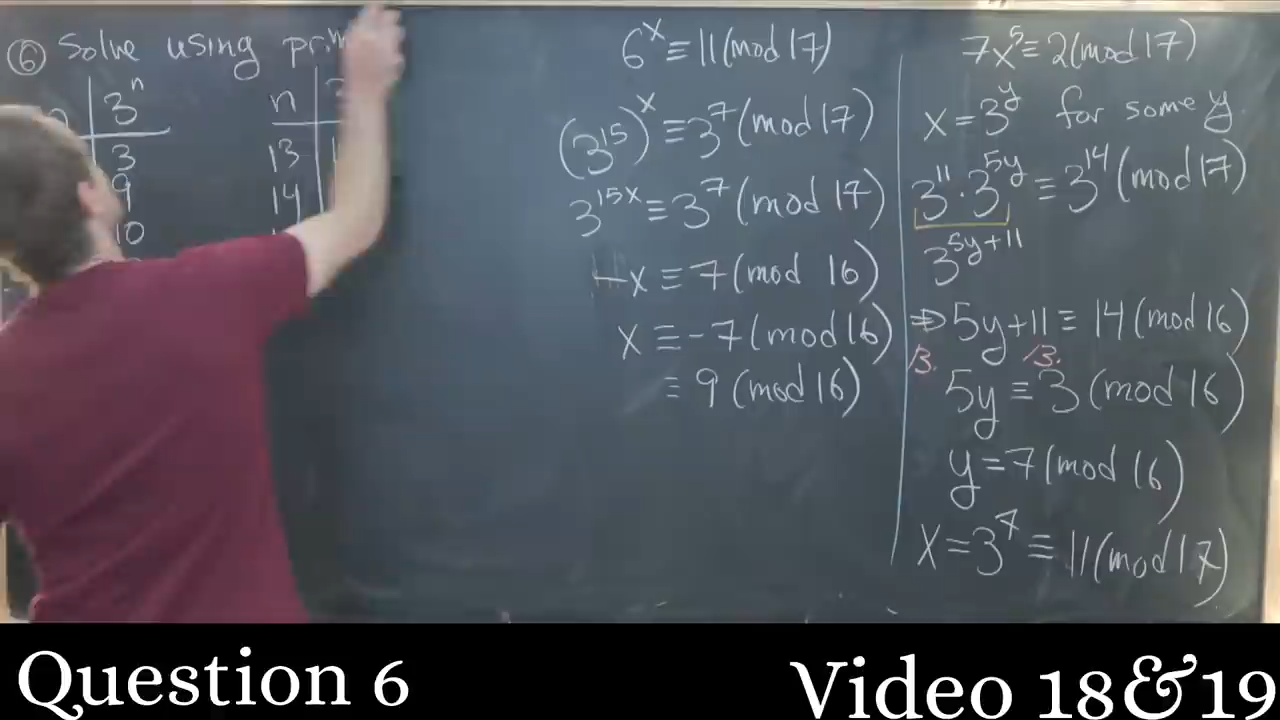 ⑥ Solve using
3ⁿ
3
9
10
n
13
14
6ˣ ≡ 11 (mod 17)
(3¹⁵)ˣ ≡ 3⁷ (mod 17)
3¹⁵ˣ ≡ 3⁷ (mod 17)
-x ≡ 7 (mod 16)
x ≡ -7 (mod 16)
≡ 9 (mod 16)
7x⁵ ≡ 2 (mod 17)
x = 3ʸ for some y.
3¹¹ · 3⁵ʸ ≡ 3¹⁴ (mod 17)
3⁵ʸ⁺¹¹
⇒ 5y+11 ≡ 14 (mod 16)
13. 13.
5y ≡ 3 (mod 16)
y = 7 (mod 16)
x = 3⁷ ≡ 11 (mod 17)
Question 6
Video 18&19